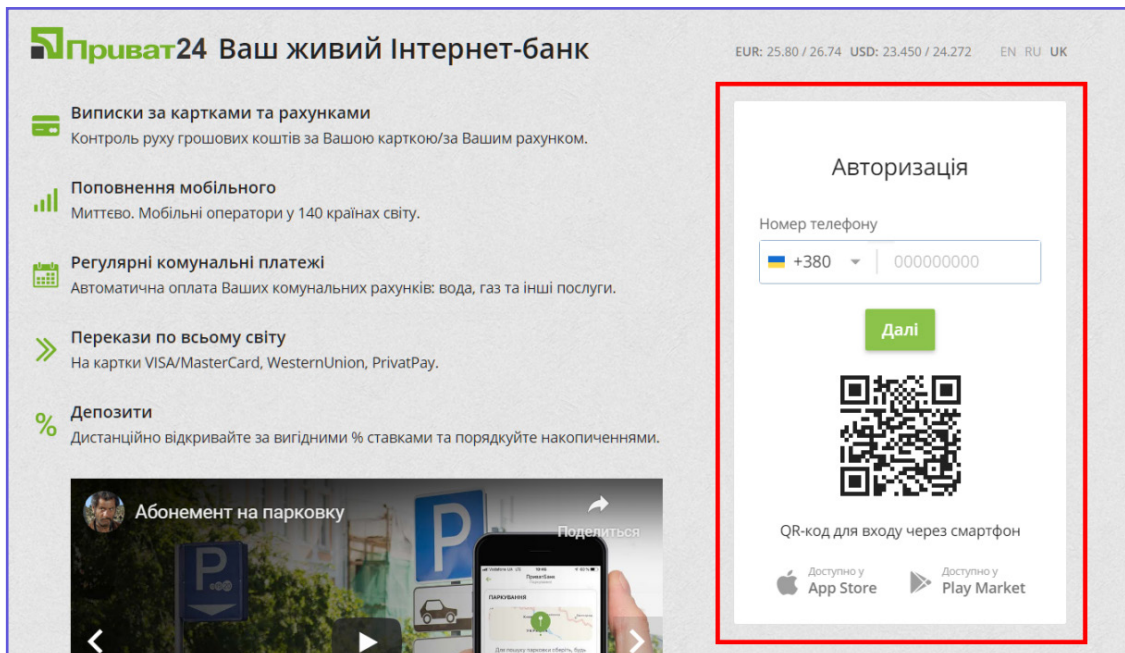 Приват24 Ваш живий Інтернет-банк
EUR: 25.80 / 26.74 USD: 23.450 / 24.272 EN RU UK
Виписки за картками та рахунками
Контроль руху грошових коштів за Вашою карткою/за Вашим рахунком.
Поповнення мобільного
Миттєво. Мобільні оператори у 140 країнах світу.
Регулярні комунальні платежі
Автоматична оплата Ваших комунальних рахунків: вода, газ та інші послуги.
Перекази по всьому світу
На картки VISA/MasterCard, WesternUnion, PrivatPay.
% Депозити
Дистанційно відкривайте за вигідними % ставками та порядкуйте накопиченнями.
Абонемент на парковку
Поделиться
P
P
ПриватБанк
ПАРКУВАННЯ
Авторизація
Номер телефону
+380 000000000
Далі
QR-код для входу через смартфон
Доступно у
App Store
Доступно у
Play Market